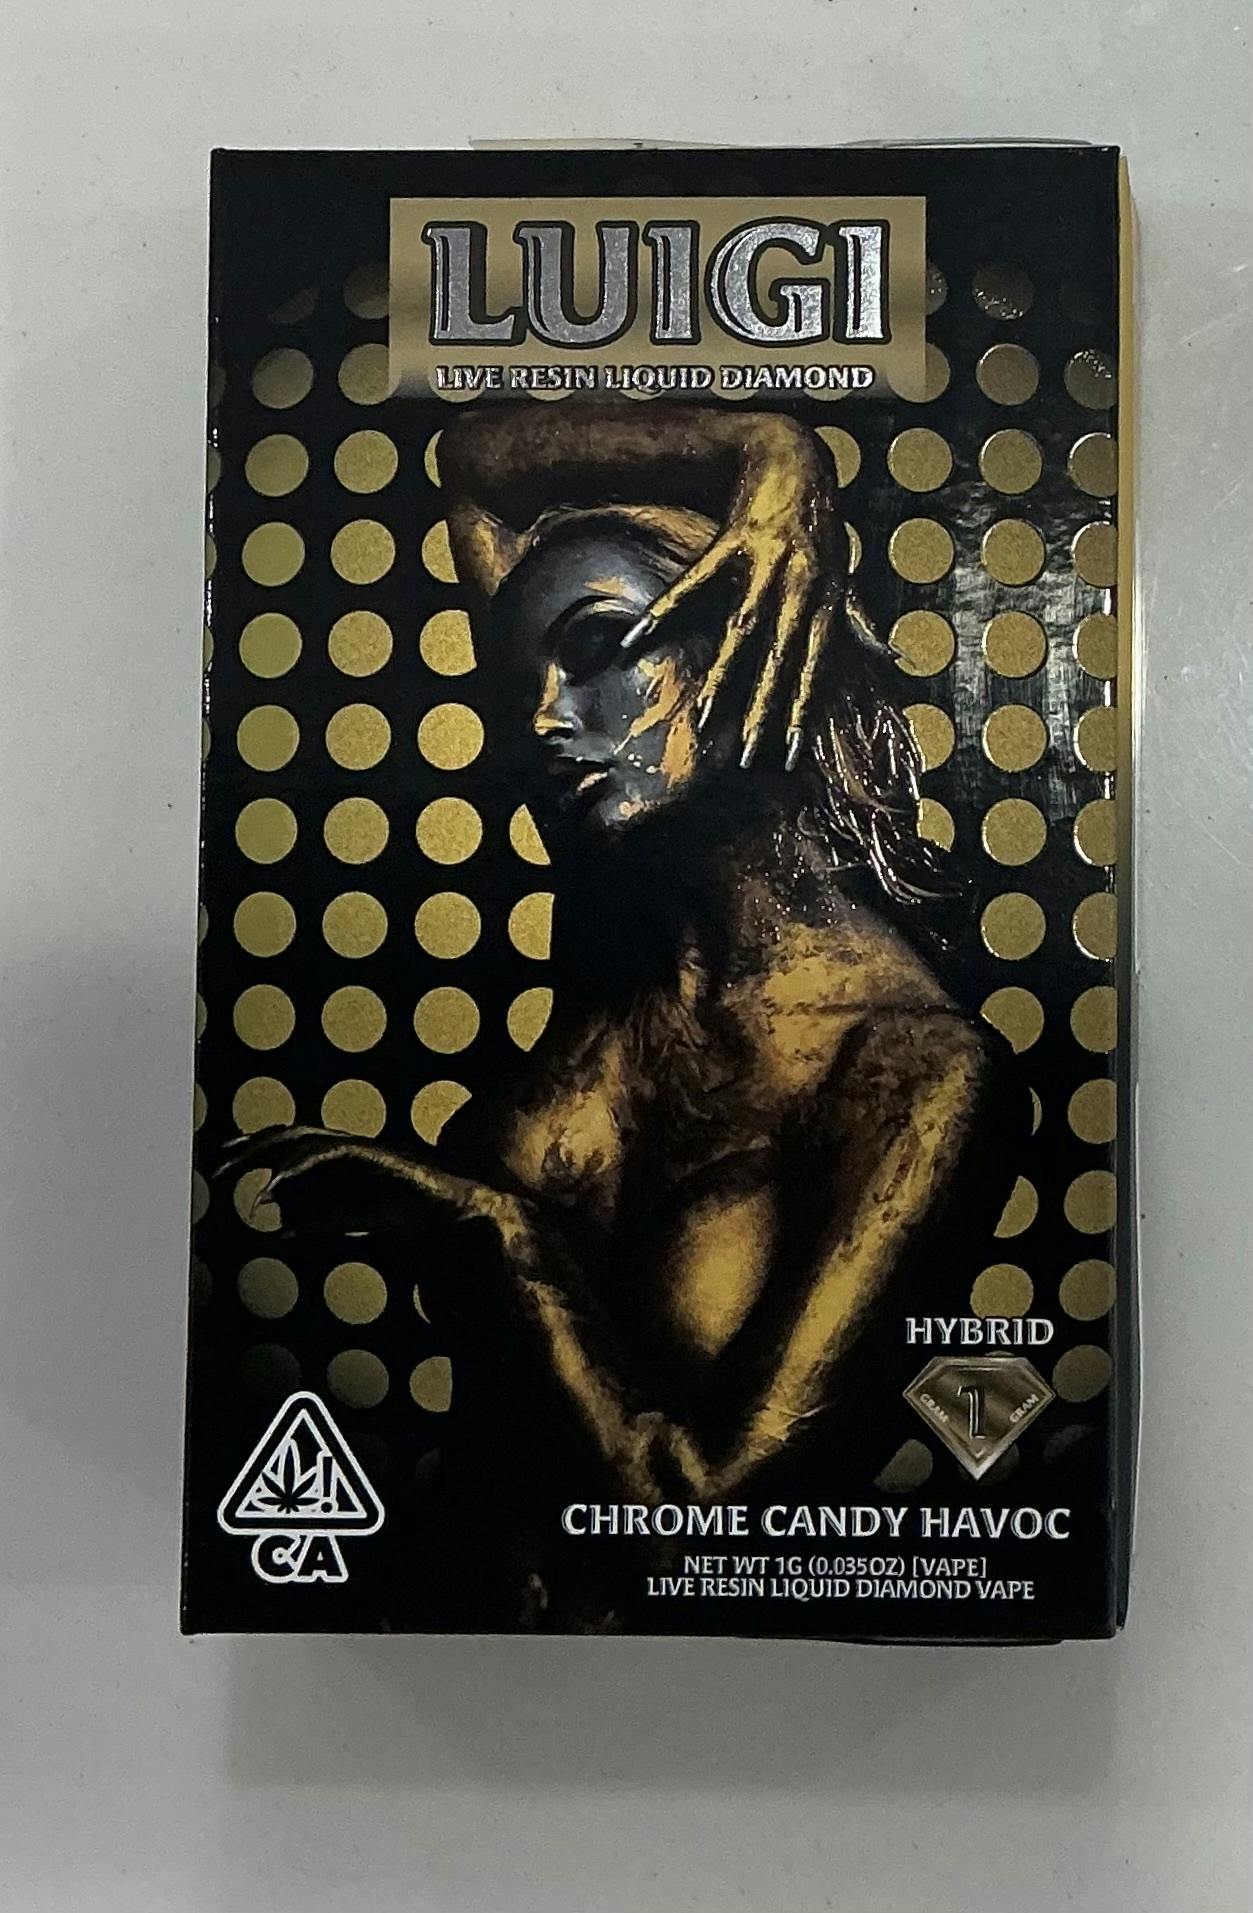 LUIGI
LIVE RESIN LIQUID DIAMOND
HYBRID
GRAM 1 GRAM
CHROME CANDY HAVOC
NET WT 1G (0.035OZ) [VAPE]
LIVE RESIN LIQUID DIAMOND VAPE
!
CA